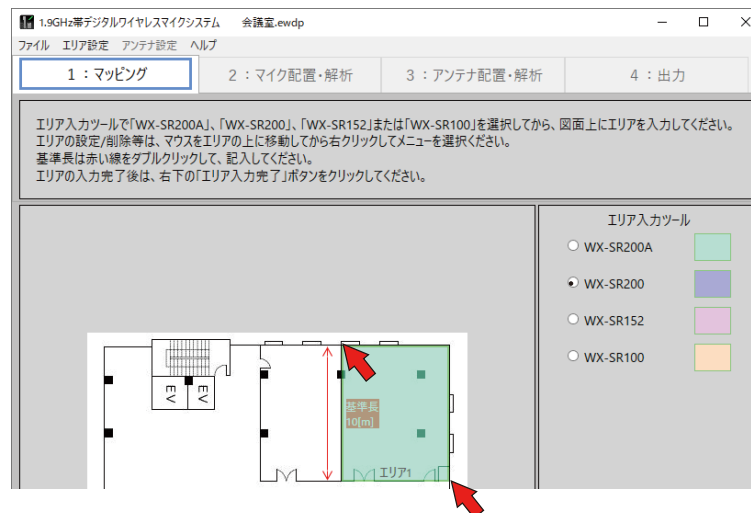 1.9GHz帯デジタルワイヤレスマイクシステム 会議室.ewdp
ファイル エリア設定 アンテナ設定 ヘルプ
1：マッピング 2：マイク配置・解析 3：アンテナ配置・解析 4：出力
エリア入力ツールで「WX-SR200A」、「WX-SR200」、「WX-SR152」または「WX-SR100」を選択してから、図面上にエリアを入力してください。
エリアの設定/削除等は、マウスをエリアの上に移動してから右クリックしてメニューを選択ください。
基準長は赤い線をダブルクリックして、記入してください。
エリアの入力完了後は、右下の「エリア入力完了」ボタンをクリックしてください。
エリア入力ツール
WX-SR200A
WX-SR200
WX-SR152
WX-SR100
EV
EV
基準長
10[m]
エリア1